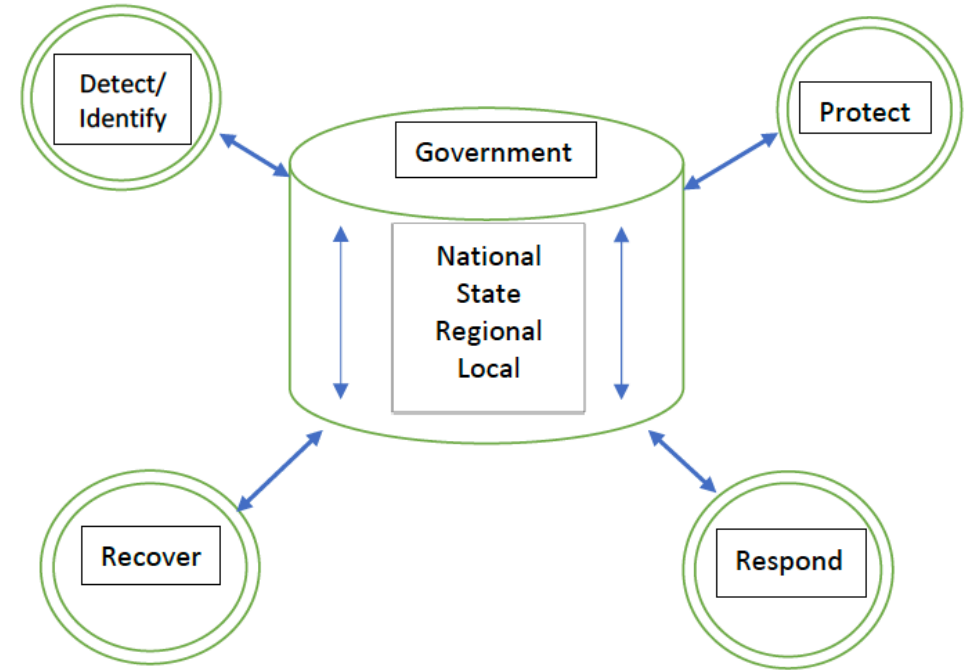 Detect/
Identify
Protect
Government
National
State
Regional
Local
Recover
Respond